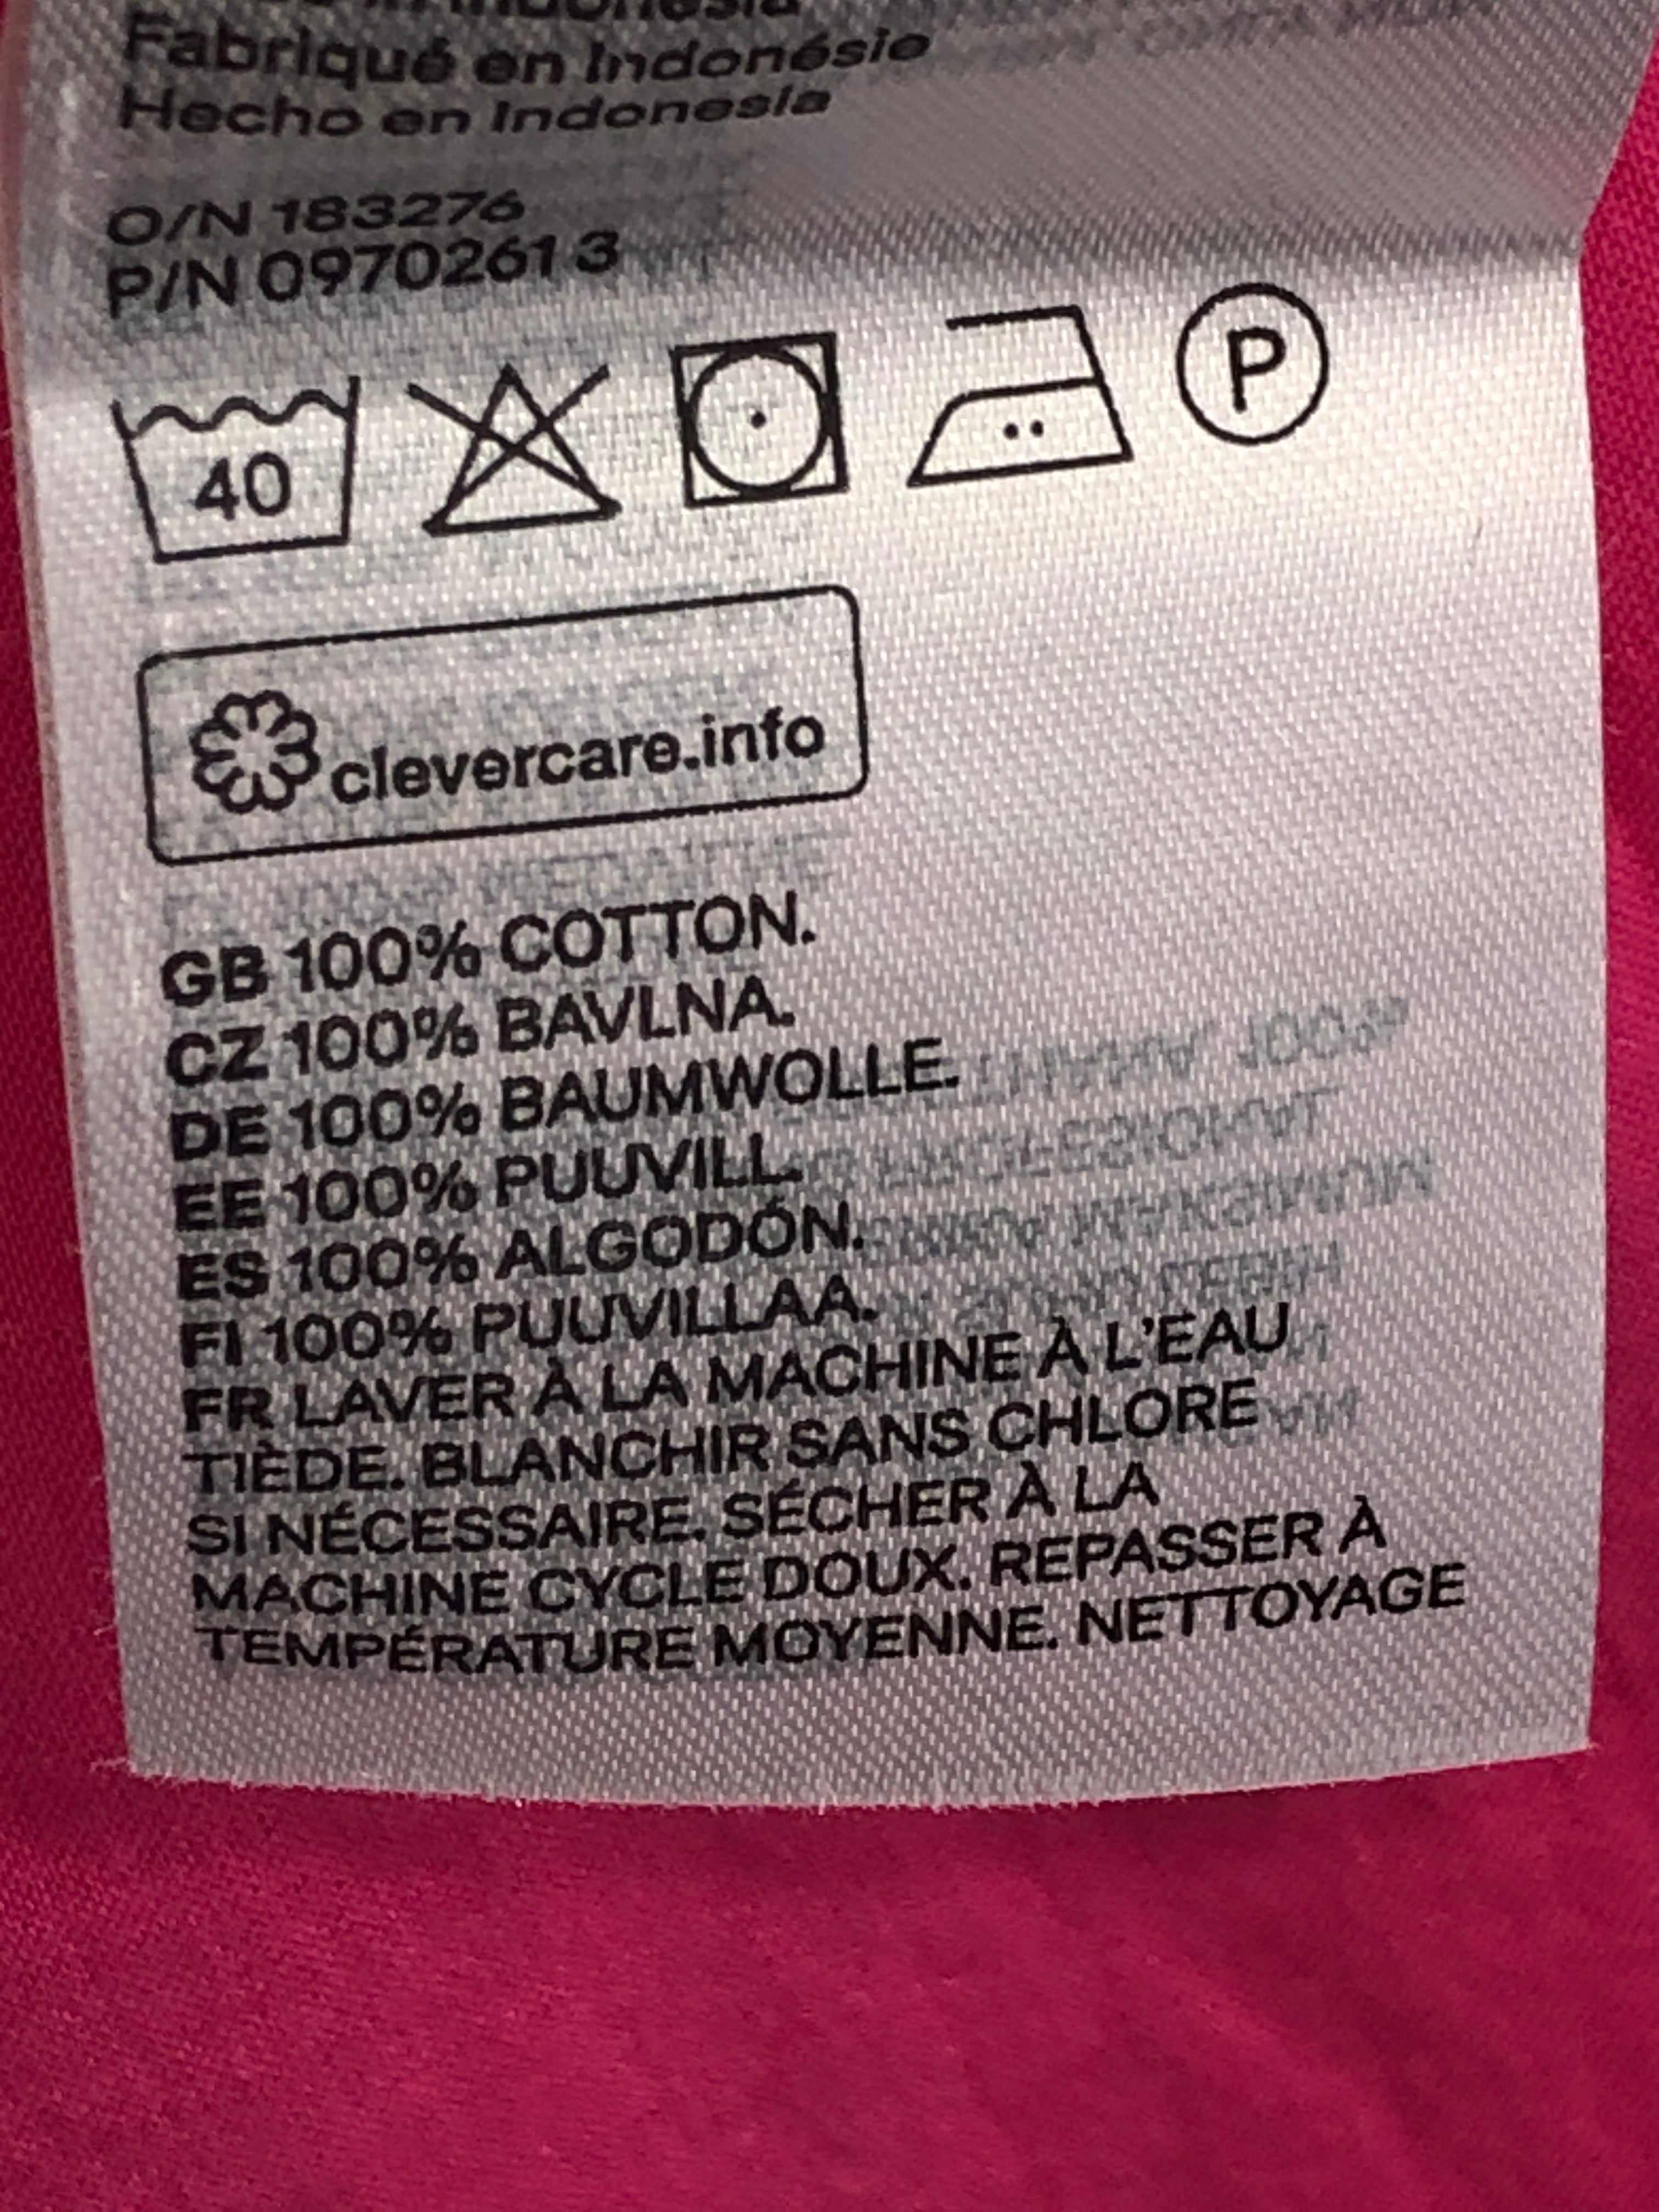 Indonesia
Fabriqué en Indonésie
Hecho en Indonesia
O/N 183276
P/N 09702613
40
P
clevercare.info
GB 100% COTTON.
CZ 100% BAVLNA.
DE 100% BAUMWOLLE.
EE 100% PUUVILL.
ES 100% ALGODÓN.
FI 100% PUUVILLAA.
FR LAVER À LA MACHINE À L'EAU
TIÈDE. BLANCHIR SANS CHLORE
SI NÉCESSAIRE. SÉCHER À LA
MACHINE CYCLE DOUX. REPASSER À
TEMPÉRATURE MOYENNE. NETTOYAGE